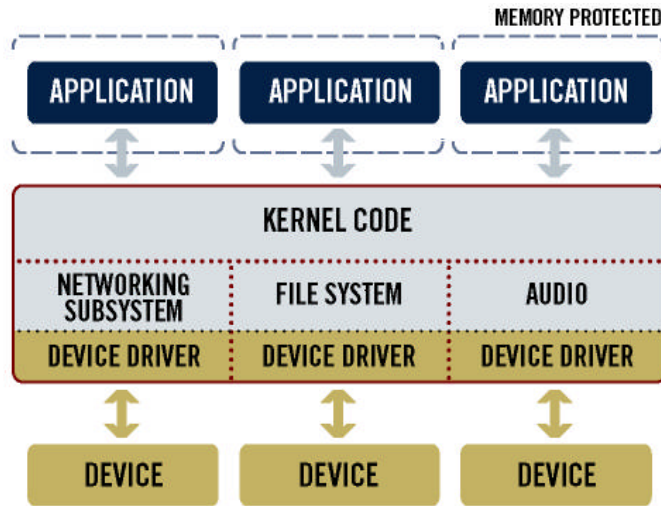 MEMORY PROTECTED
APPLICATION APPLICATION APPLICATION
KERNEL CODE
NETWORKING
SUBSYSTEM
FILE SYSTEM
AUDIO
DEVICE DRIVER DEVICE DRIVER DEVICE DRIVER
DEVICE DEVICE DEVICE